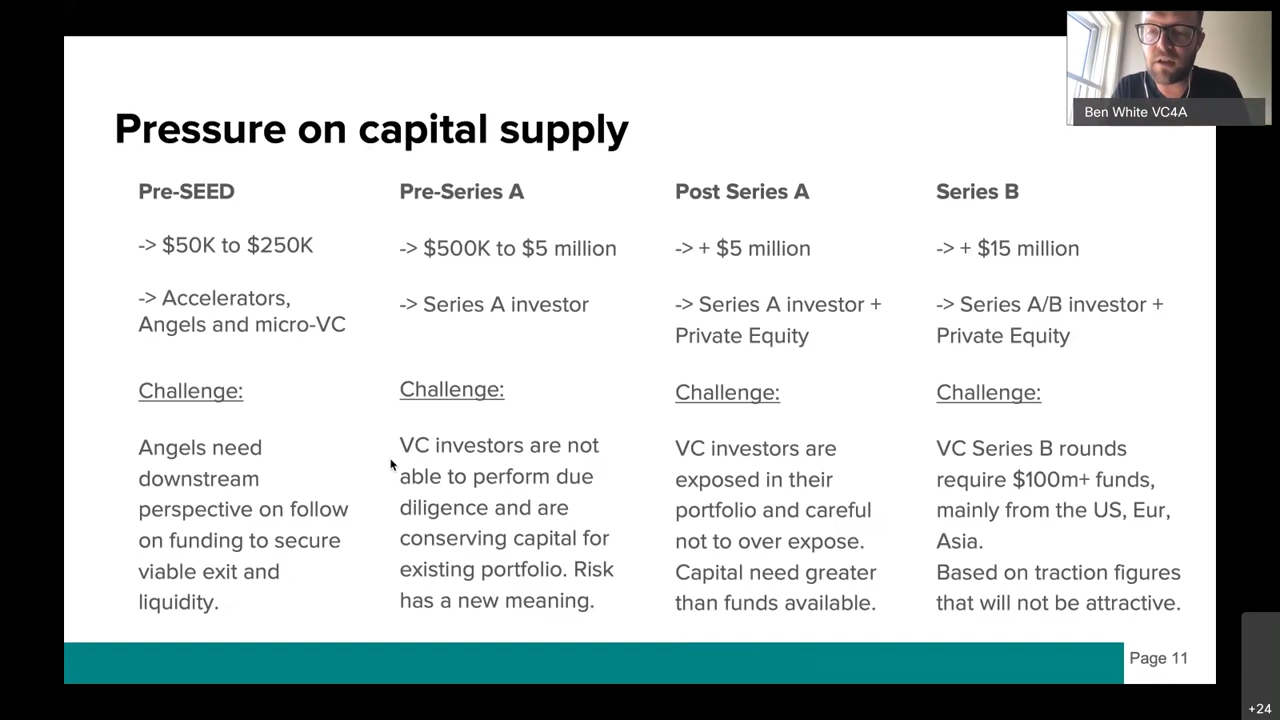 Ben White VC4A
Pressure on capital supply
Pre-SEED
-> $50K to $250K
-> Accelerators,
Angels and micro-VC
Challenge:
Angels need
downstream
perspective on follow
on funding to secure
viable exit and
liquidity.
Pre-Series A
-> $500K to $5 million
-> Series A investor
Challenge:
VC investors are not
able to perform due
diligence and are
conserving capital for
existing portfolio. Risk
has a new meaning.
Post Series A
-> + $5 million
-> Series A investor +
Private Equity
Challenge:
VC investors are
exposed in their
portfolio and careful
not to over expose.
Capital need greater
than funds available.
Series B
-> + $15 million
-> Series A/B investor +
Private Equity
Challenge:
VC Series B rounds
require $100m+ funds,
mainly from the US, Eur,
Asia.
Based on traction figures
that will not be attractive.
Page 11
+24